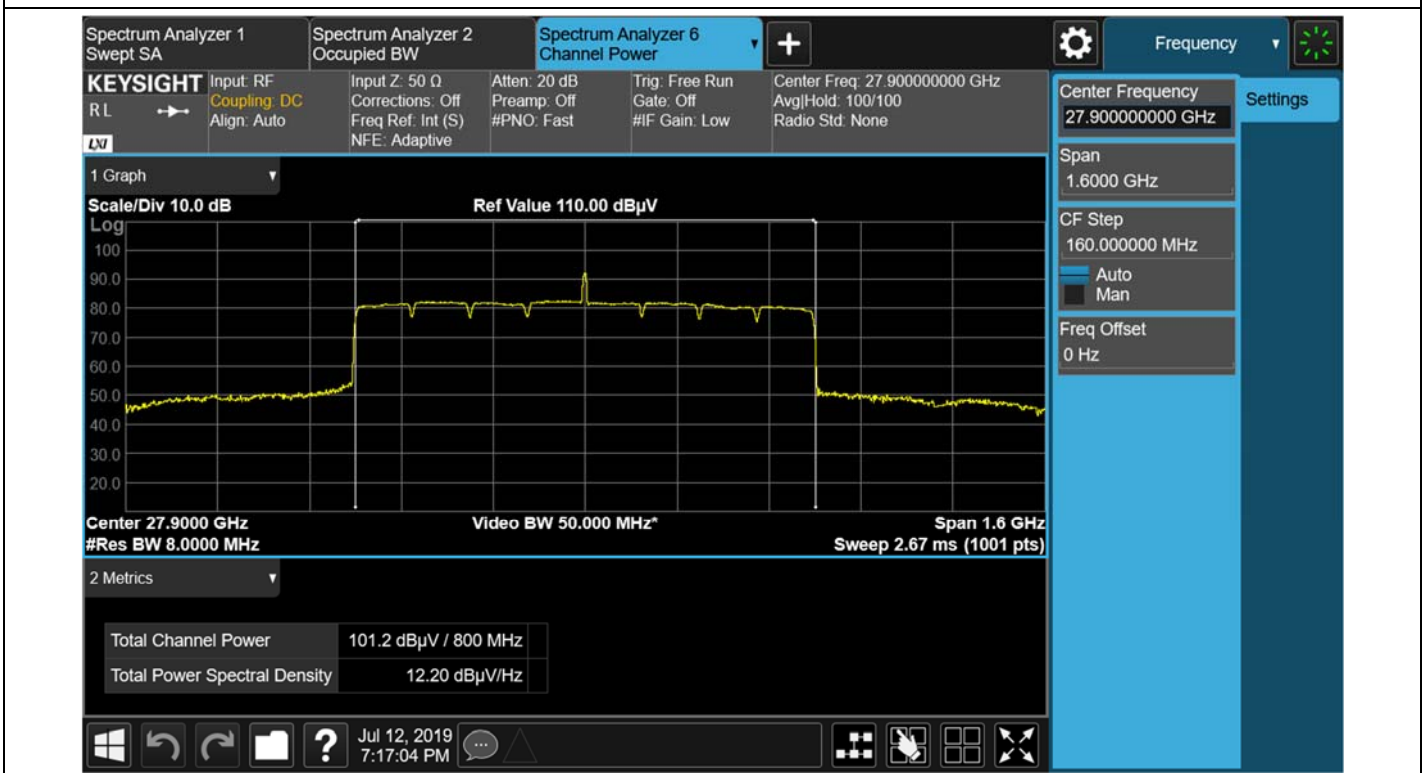 Spectrum Analyzer 1
Swept SA
Spectrum Analyzer 2
Occupied BW
Spectrum Analyzer 6
Channel Power
Frequency
KEYSIGHT
RL
LXI
Input: RF
Coupling: DC
Align: Auto
Input Z: 50 Ω
Corrections: Off
Freq Ref: Int (S)
NFE: Adaptive
Atten: 20 dB
Preamp: Off
#PNO: Fast
Trig: Free Run
Gate: Off
#IF Gain: Low
Center Freq: 27.900000000 GHz
Avg|Hold: 100/100
Radio Std: None
Center Frequency
27.900000000 GHz
Settings
Span
1.6000 GHz
CF Step
160.000000 MHz
Auto
Man
Freq Offset
0 Hz
1 Graph
Scale/Div 10.0 dB
Ref Value 110.00 dBµV
Log
100
90.0
80.0
70.0
60.0
50.0
40.0
30.0
20.0
Center 27.9000 GHz
Video BW 50.000 MHz*
Span 1.6 GHz
#Res BW 8.0000 MHz
Sweep 2.67 ms (1001 pts)
2 Metrics
Total Channel Power 101.2 dBµV / 800 MHz
Total Power Spectral Density 12.20 dBµV/Hz
?
Jul 12, 2019
7:17:04 PM